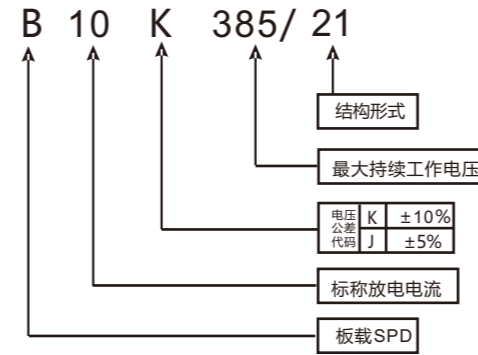 B 10 K 385/ 21
结构形式
最大持续工作电压
电压公差代码 K ±10%
J ±5%
标称放电电流
板载SPD